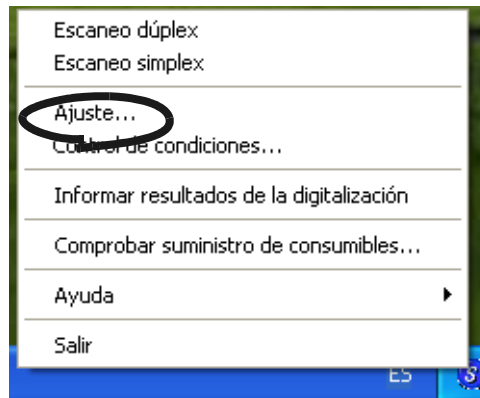 Escaneo dúplex
Escaneo simplex
Ajuste...
Control de condiciones...
Informar resultados de la digitalización
Comprobar suministro de consumibles...
Ayuda
Salir
ES
S